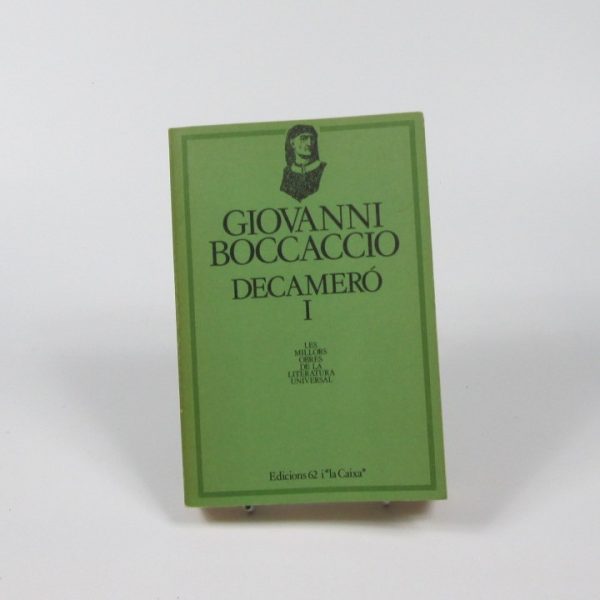 GIOVANNI
BOCCACCIO
DECAMERÓ
I
LES
MILLORS
OBRES
DE LA
LITERATURA
UNIVERSAL
Edicions 62 i "la Caixa"